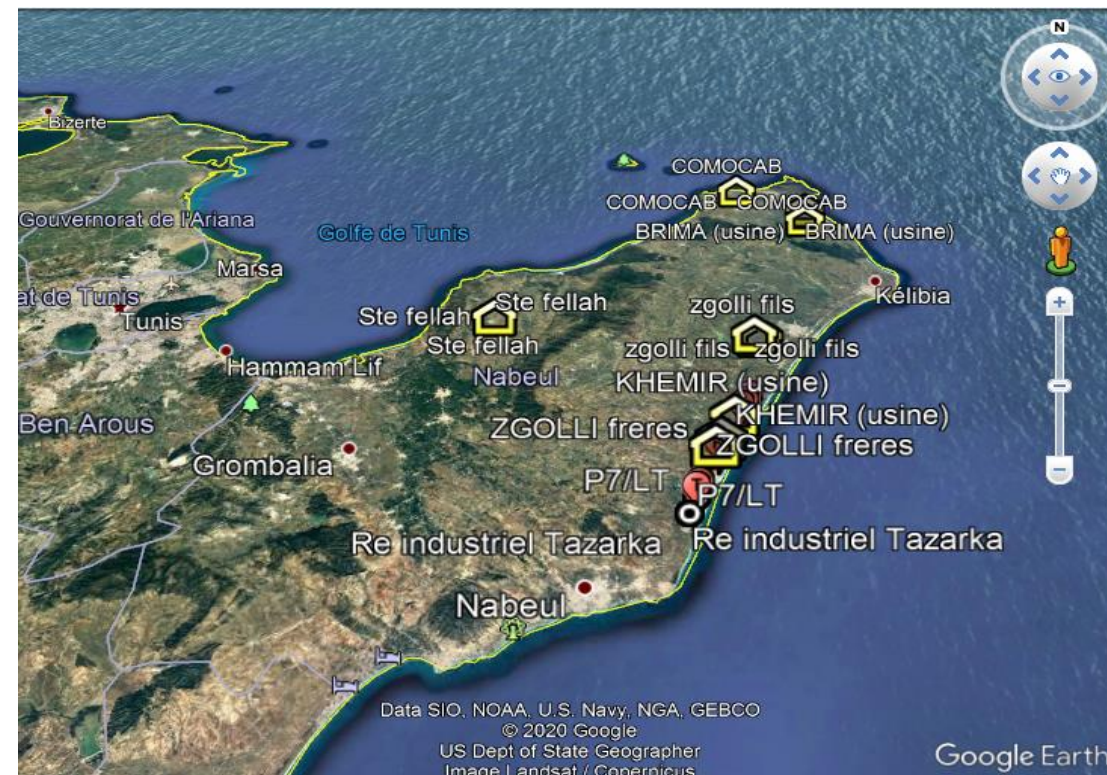 N
Bizerte
COMOCAB
COMOCAB COMOCAB
Gouvernorat de l'Ariana
Golfe de Tunis
BRIMA (usine) BRIMA (usine)
Marsa
at de Tunis
Kélibia
Ste fellah
zgolli fils
Ste fellah
Tunis
Ste fellah
zgolli fils zgolli fils
Hammam Lif
Nabeul
KHEMIR (usine)
KHEMIR (usine)
Ben Arous
ZGOLLI freres
ZGOLLI freres
Grombalia
P7/LT
P7/LT
Re industriel Tazarka
Re industriel Tazarka
Nabeul
Data SIO, NOAA, U.S. Navy, NGA, GEBCO
© 2020 Google
US Dept of State Geographer
Image Landsat / Copernicus
Google Earth